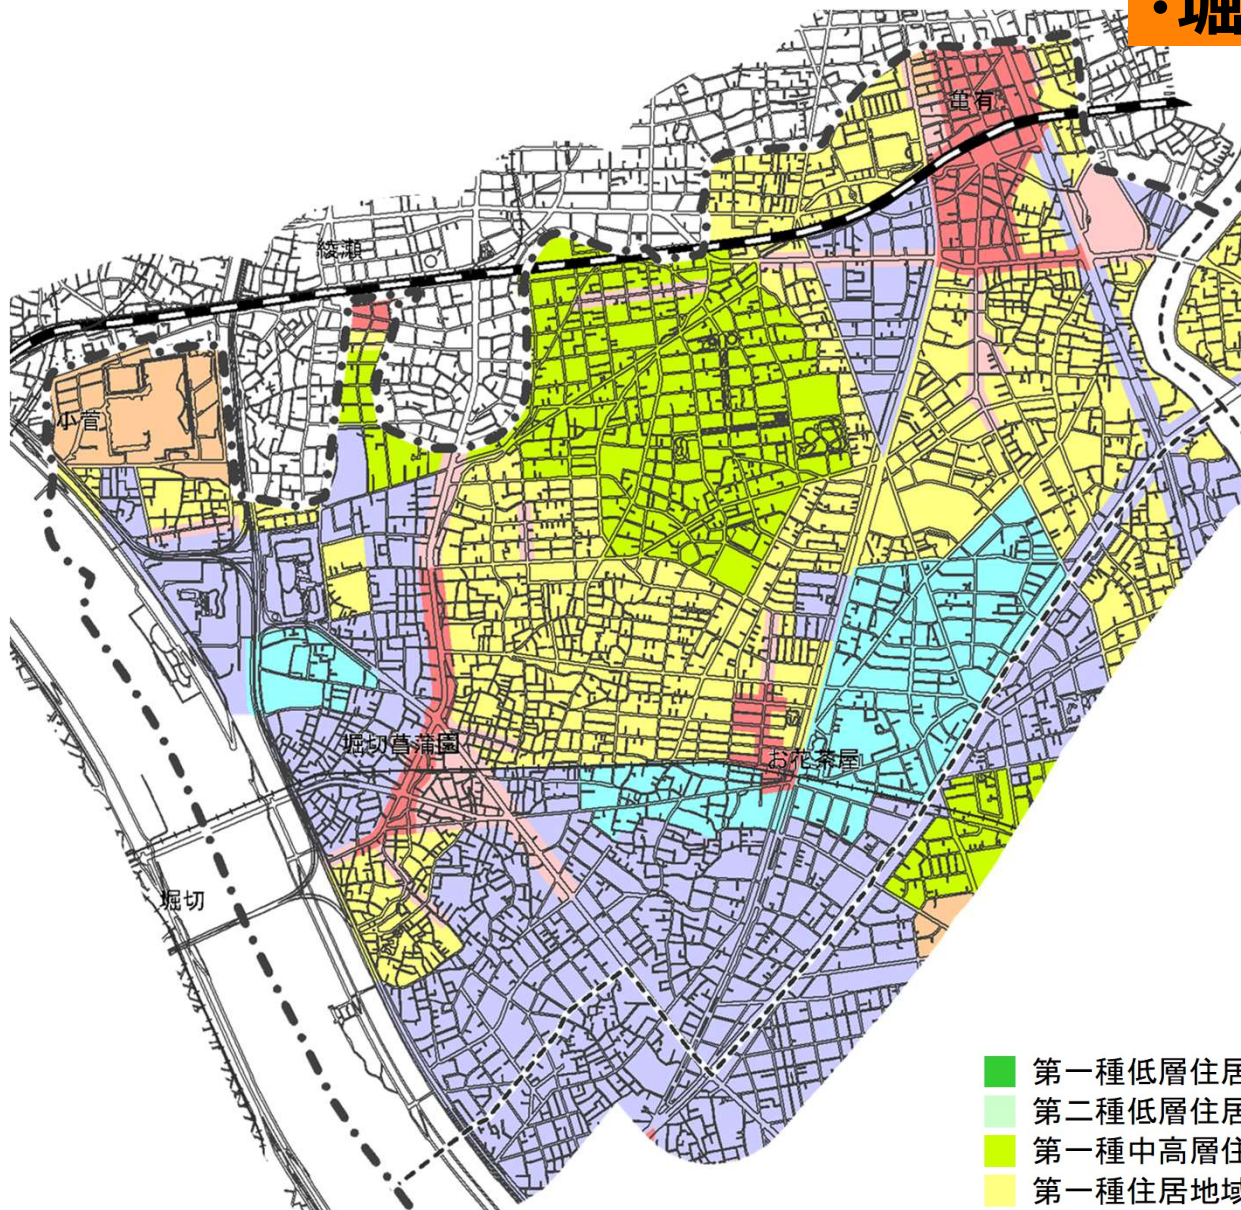 ・堀
亀有
綾瀬
小菅
堀切菖蒲園
お花茶屋
堀切
第一種低層住居
第二種低層住居
第一種中高層住
第一種住居地域